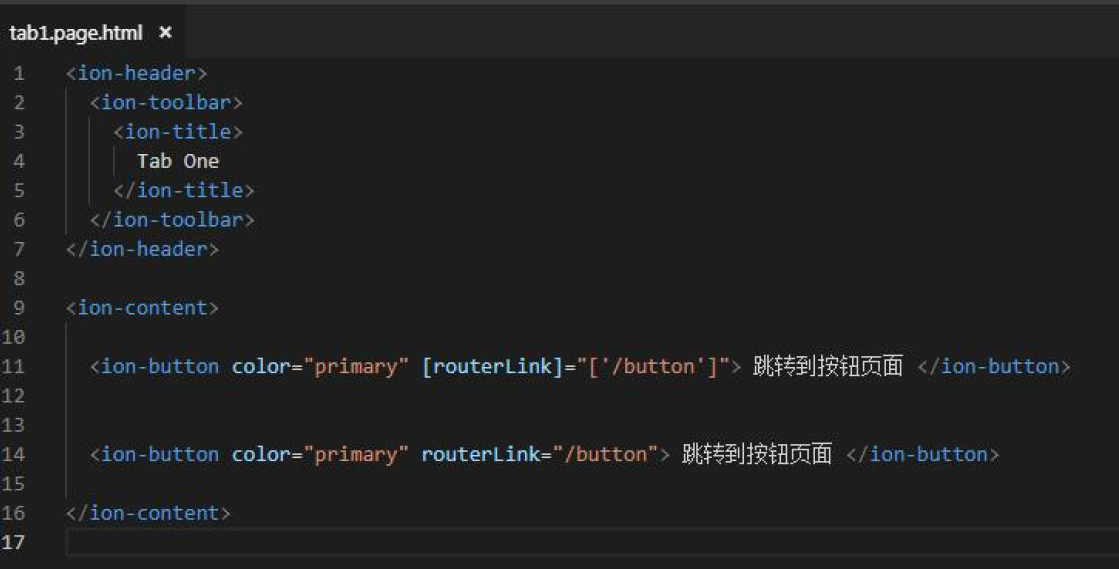 tab1.page.html ×
1 <ion-header>
2 <ion-toolbar>
3 <ion-title>
4 Tab One
5 </ion-title>
6 </ion-toolbar>
7 </ion-header>
8
9 <ion-content>
10
11 <ion-button color="primary" [routerLink]="['/button']"> 跳转到按钮页面 </ion-button>
12
13
14 <ion-button color="primary" routerLink="/button"> 跳转到按钮页面 </ion-button>
15
16 </ion-content>
17